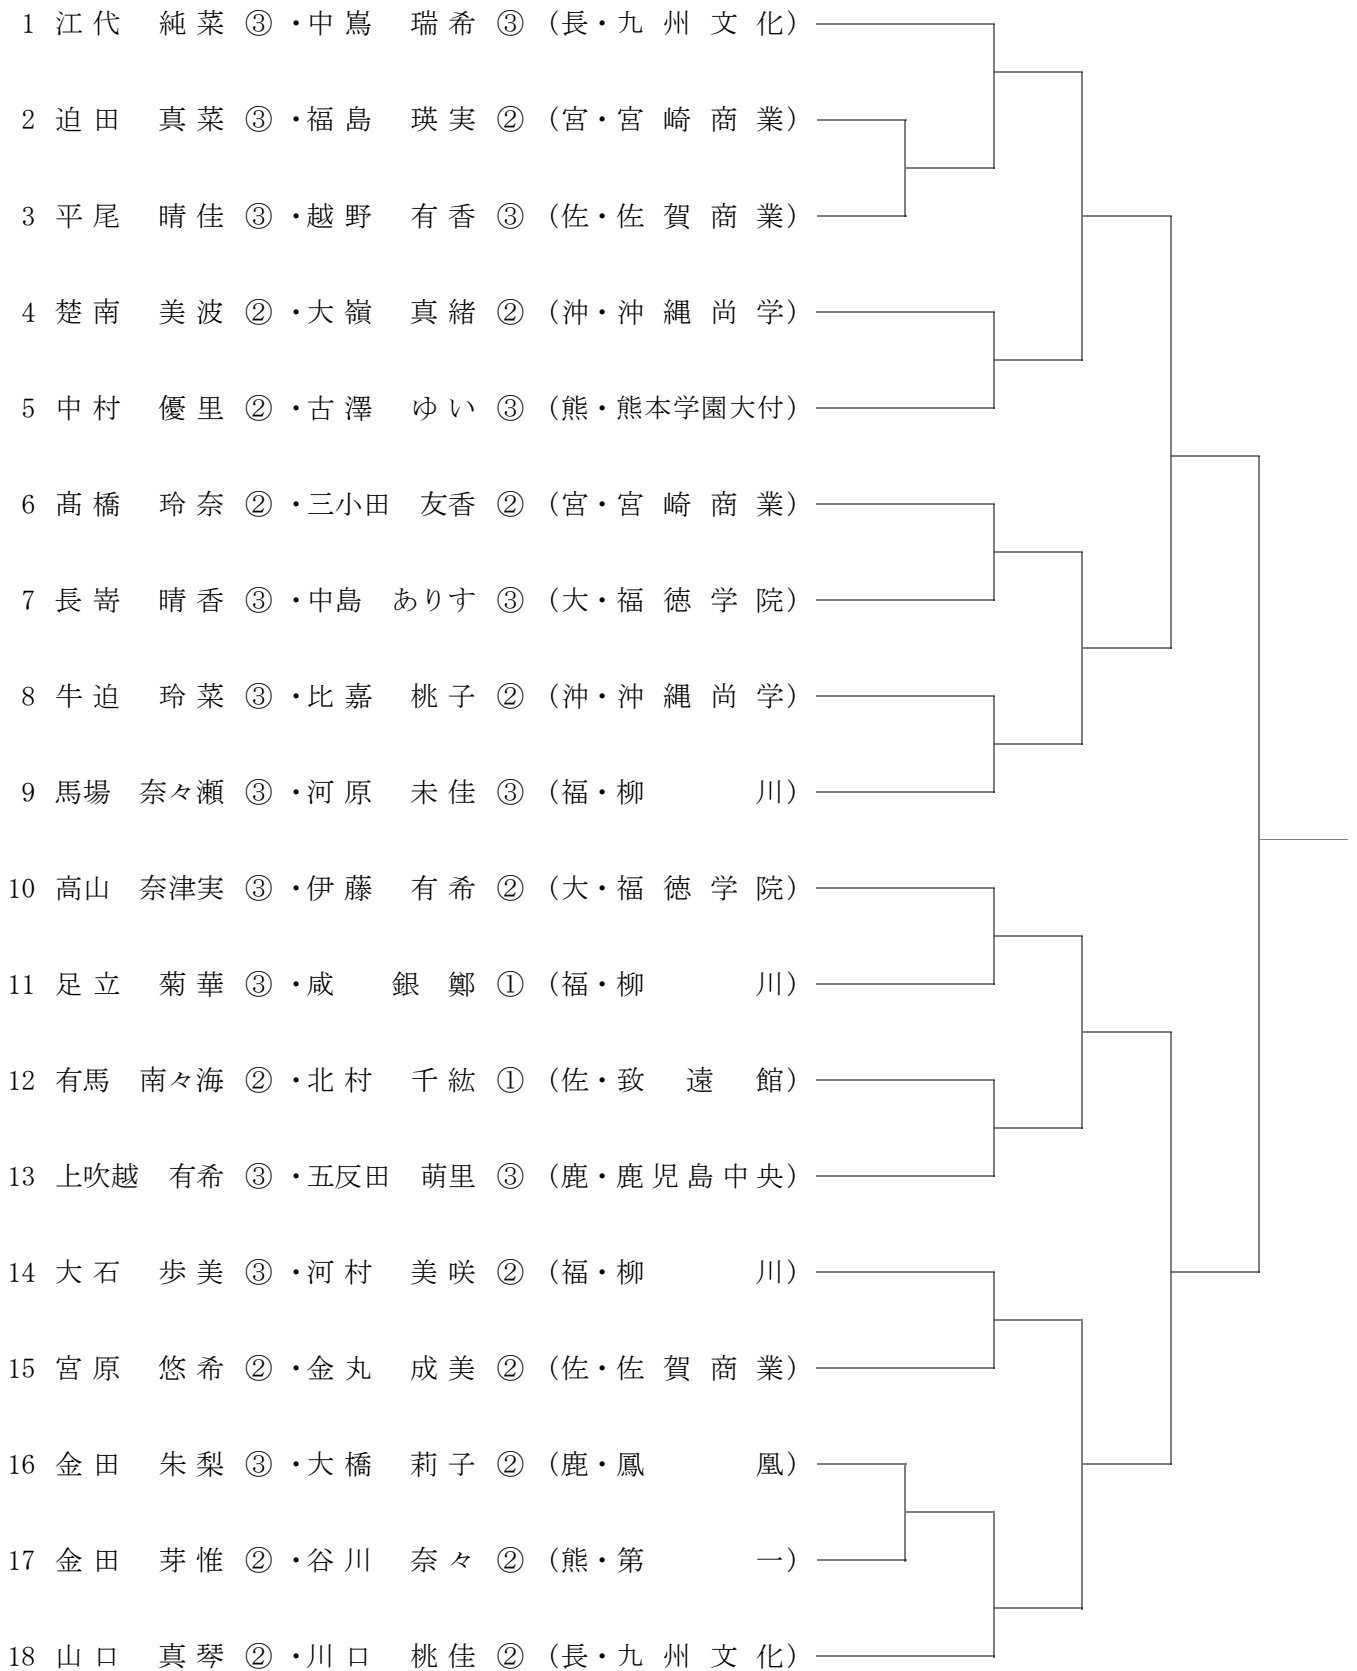 1 江代 純菜 ③ ・中嶌 瑞希 ③ (長・九州文化)
2 迫田 真菜 ③ ・福島 瑛実 ② (宮・宮崎商業)
3 平尾 晴佳 ③ ・越野 有香 ③ (佐・佐賀商業)
4 楚南 美波 ② ・大嶺 真緒 ② (沖・沖縄尚学)
5 中村 優里 ② ・古澤 ゆい ③ (熊・熊本学園大付)
6 髙橋 玲奈 ② ・三小田 友香 ② (宮・宮崎商業)
7 長嵜 晴香 ③ ・中島 ありす ③ (大・福徳学院)
8 牛迫 玲菜 ③ ・比嘉 桃子 ② (沖・沖縄尚学)
9 馬場 奈々瀬 ③ ・河原 未佳 ③ (福・柳川)
10 高山 奈津実 ③ ・伊藤 有希 ② (大・福徳学院)
11 足立 菊華 ③ ・咸 銀鄭 ① (福・柳川)
12 有馬 南々海 ② ・北村 千紘 ① (佐・致遠館)
13 上吹越 有希 ③ ・五反田 萌里 ③ (鹿・鹿児島中央)
14 大石 歩美 ③ ・河村 美咲 ② (福・柳川)
15 宮原 悠希 ② ・金丸 成美 ② (佐・佐賀商業)
16 金田 朱梨 ③ ・大橋 莉子 ② (鹿・鳳凰)
17 金田 芽惟 ② ・谷川 奈々 ② (熊・第一)
18 山口 真琴 ② ・川口 桃佳 ② (長・九州文化)